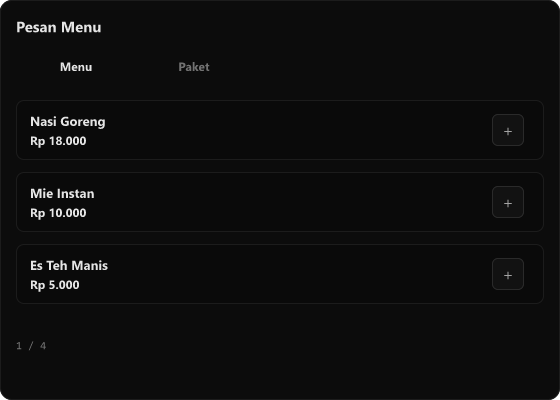 Pesan Menu
Menu Paket
Nasi Goreng
Rp 18.000
+
Mie Instan
Rp 10.000
+
Es Teh Manis
Rp 5.000
+
1 / 4